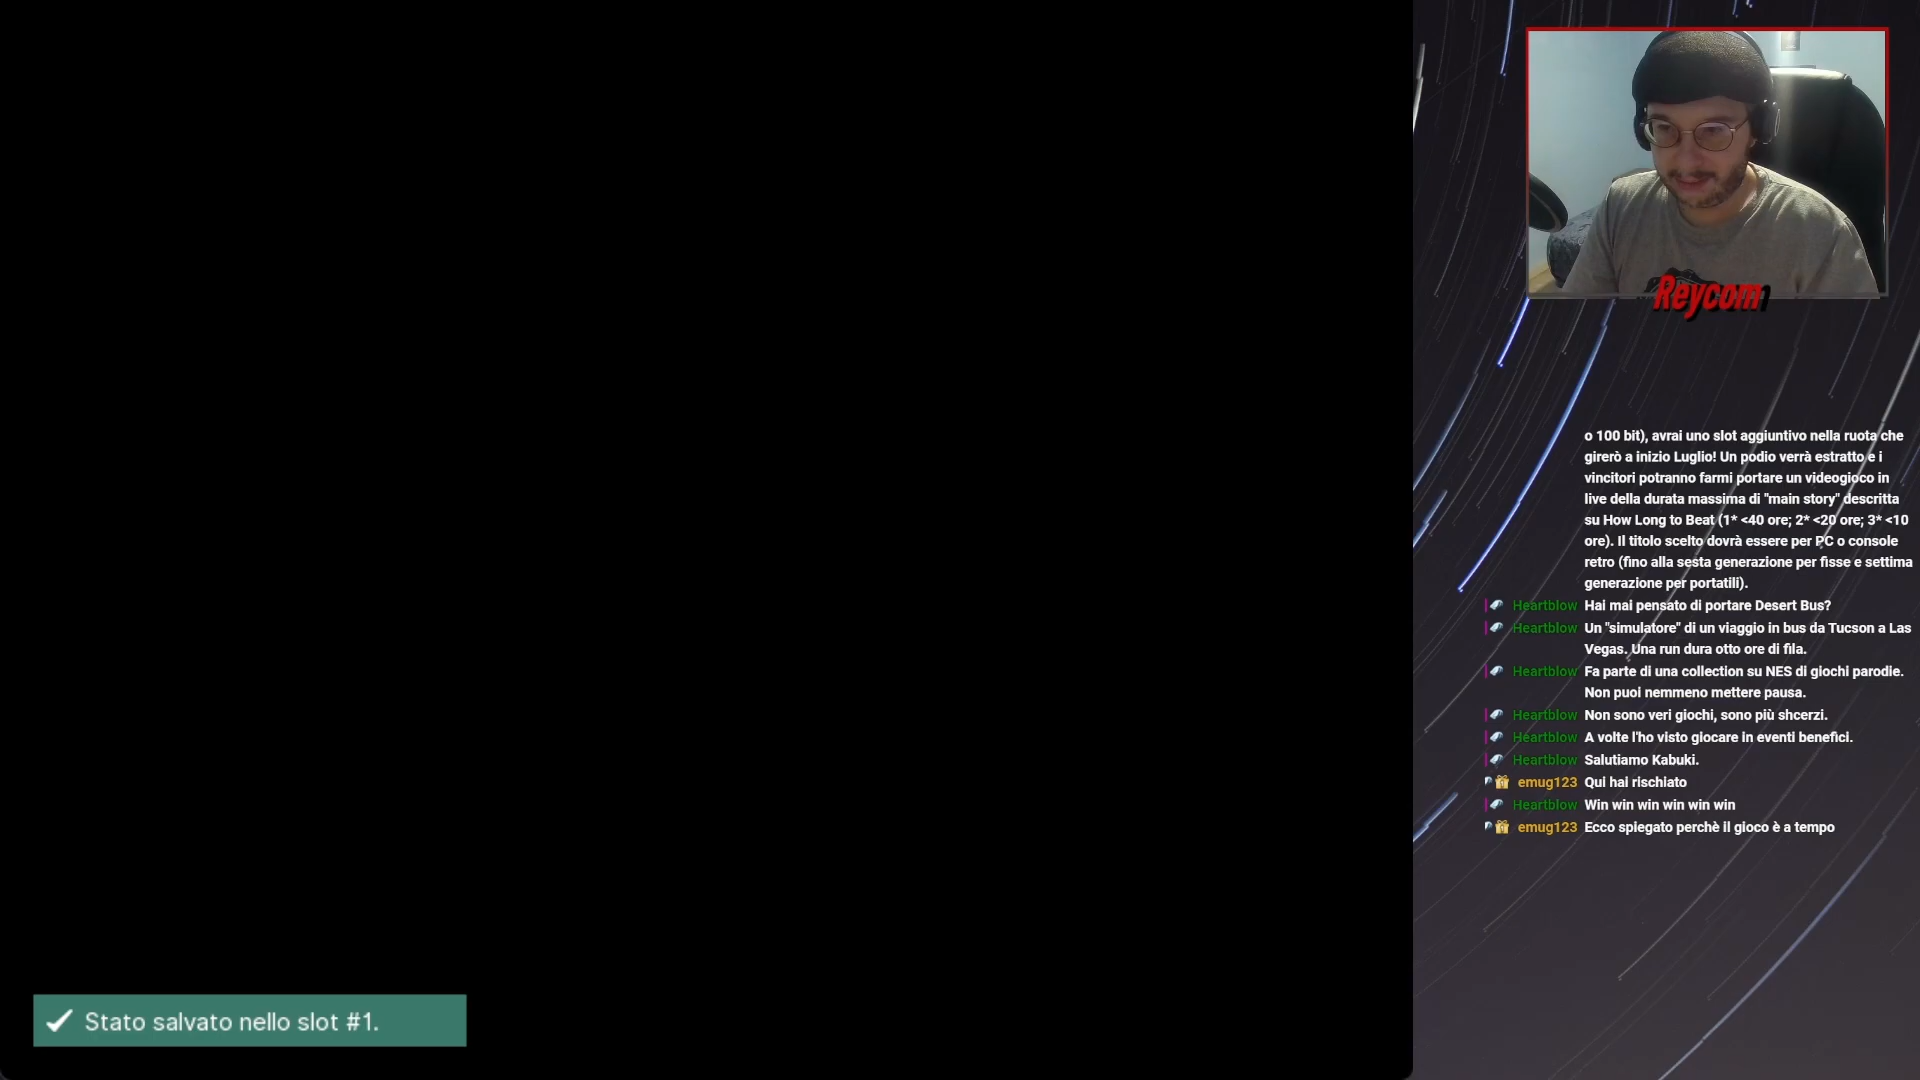 Reycom
o 100 bit), avrai uno slot aggiuntivo nella ruota che
girerò a inizio Luglio! Un podio verrà estratto e i
vincitori potranno farmi portare un videogioco in
live della durata massima di "main story" descritta
su How Long to Beat (1* <40 ore; 2* <20 ore; 3* <10
ore). Il titolo scelto dovrà essere per PC o console
retro (fino alla sesta generazione per fisse e settima
generazione per portatili).
Heartblow Hai mai pensato di portare Desert Bus?
Heartblow Un "simulatore" di un viaggio in bus da Tucson a Las
Vegas. Una run dura otto ore di fila.
Heartblow Fa parte di una collection su NES di giochi parodie.
Non puoi nemmeno mettere pausa.
Heartblow Non sono veri giochi, sono più shcerzi.
Heartblow A volte l'ho visto giocare in eventi benefici.
Heartblow Salutiamo Kabuki.
emug123 Qui hai rischiato
Heartblow Win win win win win win
emug123 Ecco spiegato perchè il gioco è a tempo
Stato salvato nello slot #1.